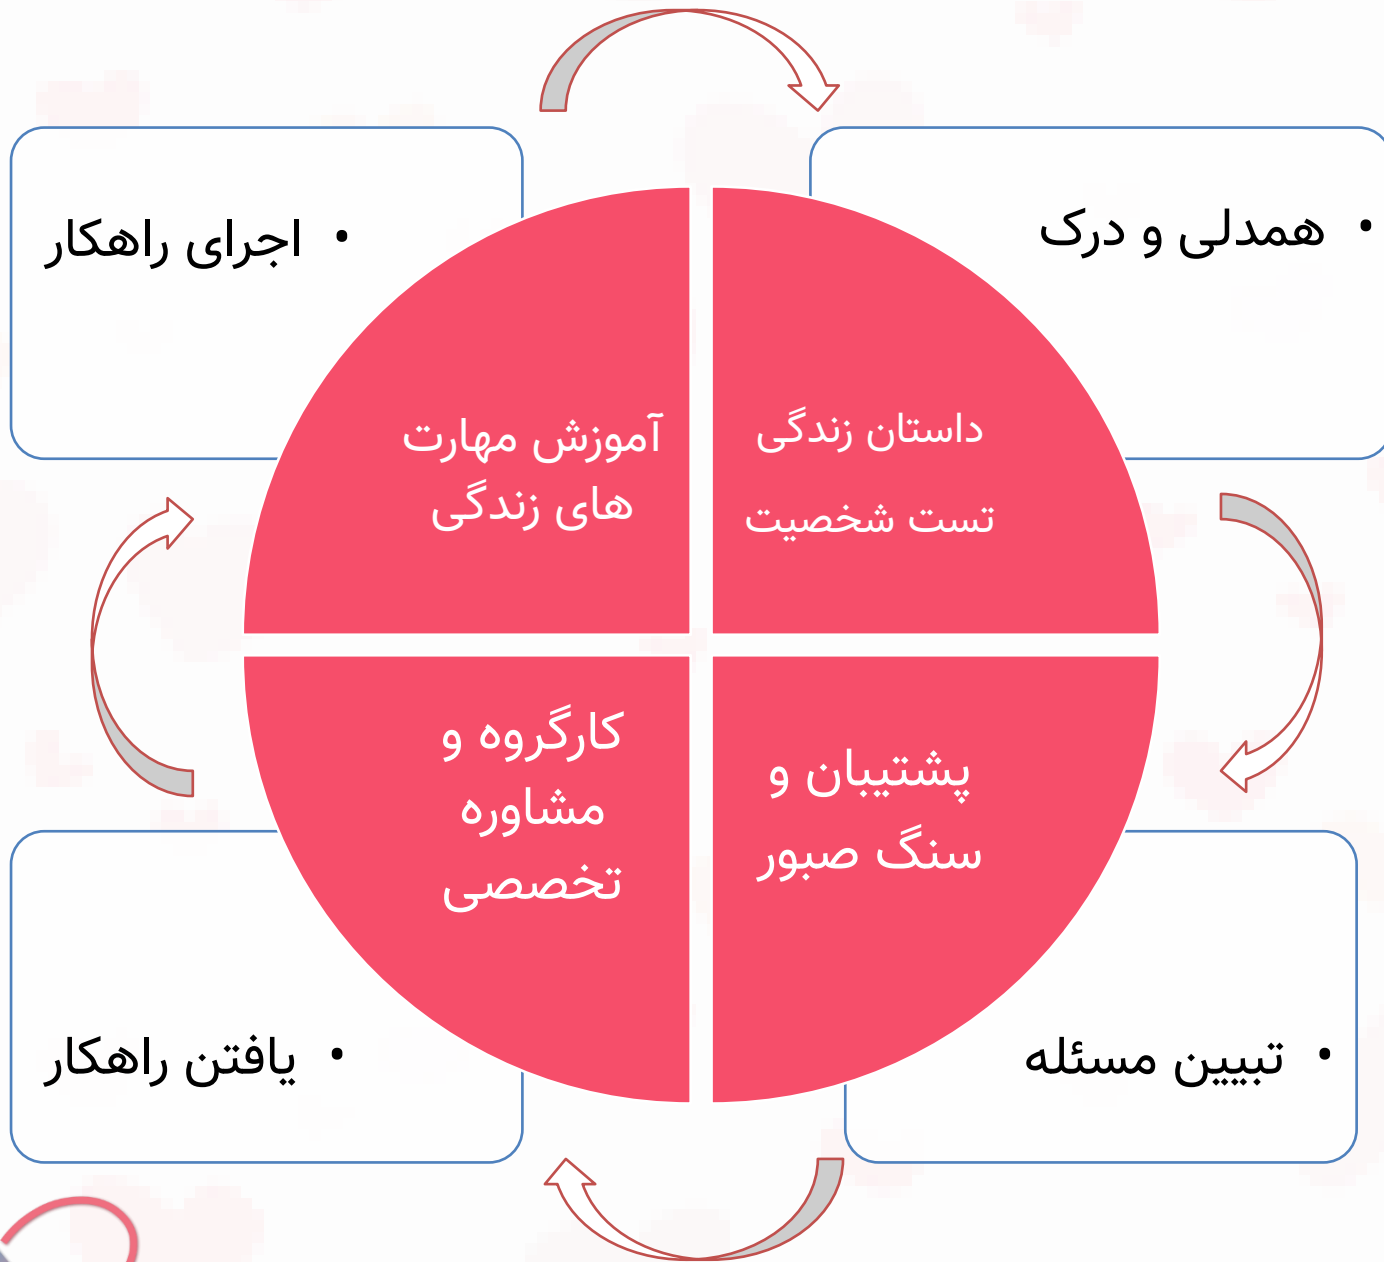 • همدلی و درک
داستان زندگی
تست شخصیت
• تبیین مسئله
پشتیبان و
سنگ صبور
• یافتن راهکار
کارگروه و
مشاوره
تخصصی
• اجرای راهکار
آموزش مهارت
های زندگی